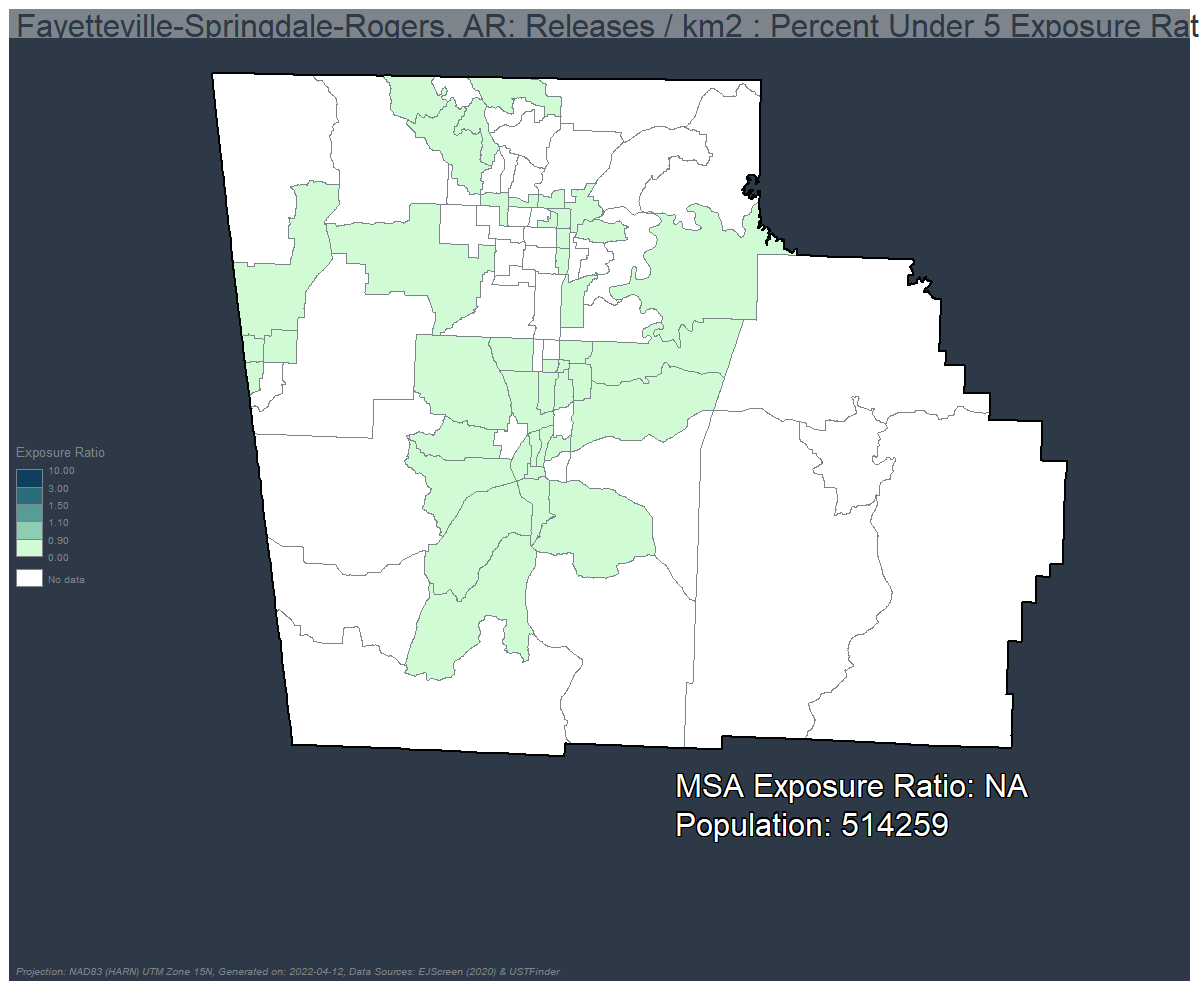 Fayetteville-Springdale-Rogers, AR: Releases / km2 : Percent Under 5 Exposure Rat
Exposure Ratio
10.00
3.00
1.50
1.10
0.90
0.00
No data
MSA Exposure Ratio: NA
Population: 514259
Projection: NAD83 (HARN) UTM Zone 15N, Generated on: 2022-04-12, Data Sources: EJScreen (2020) & USTFinder